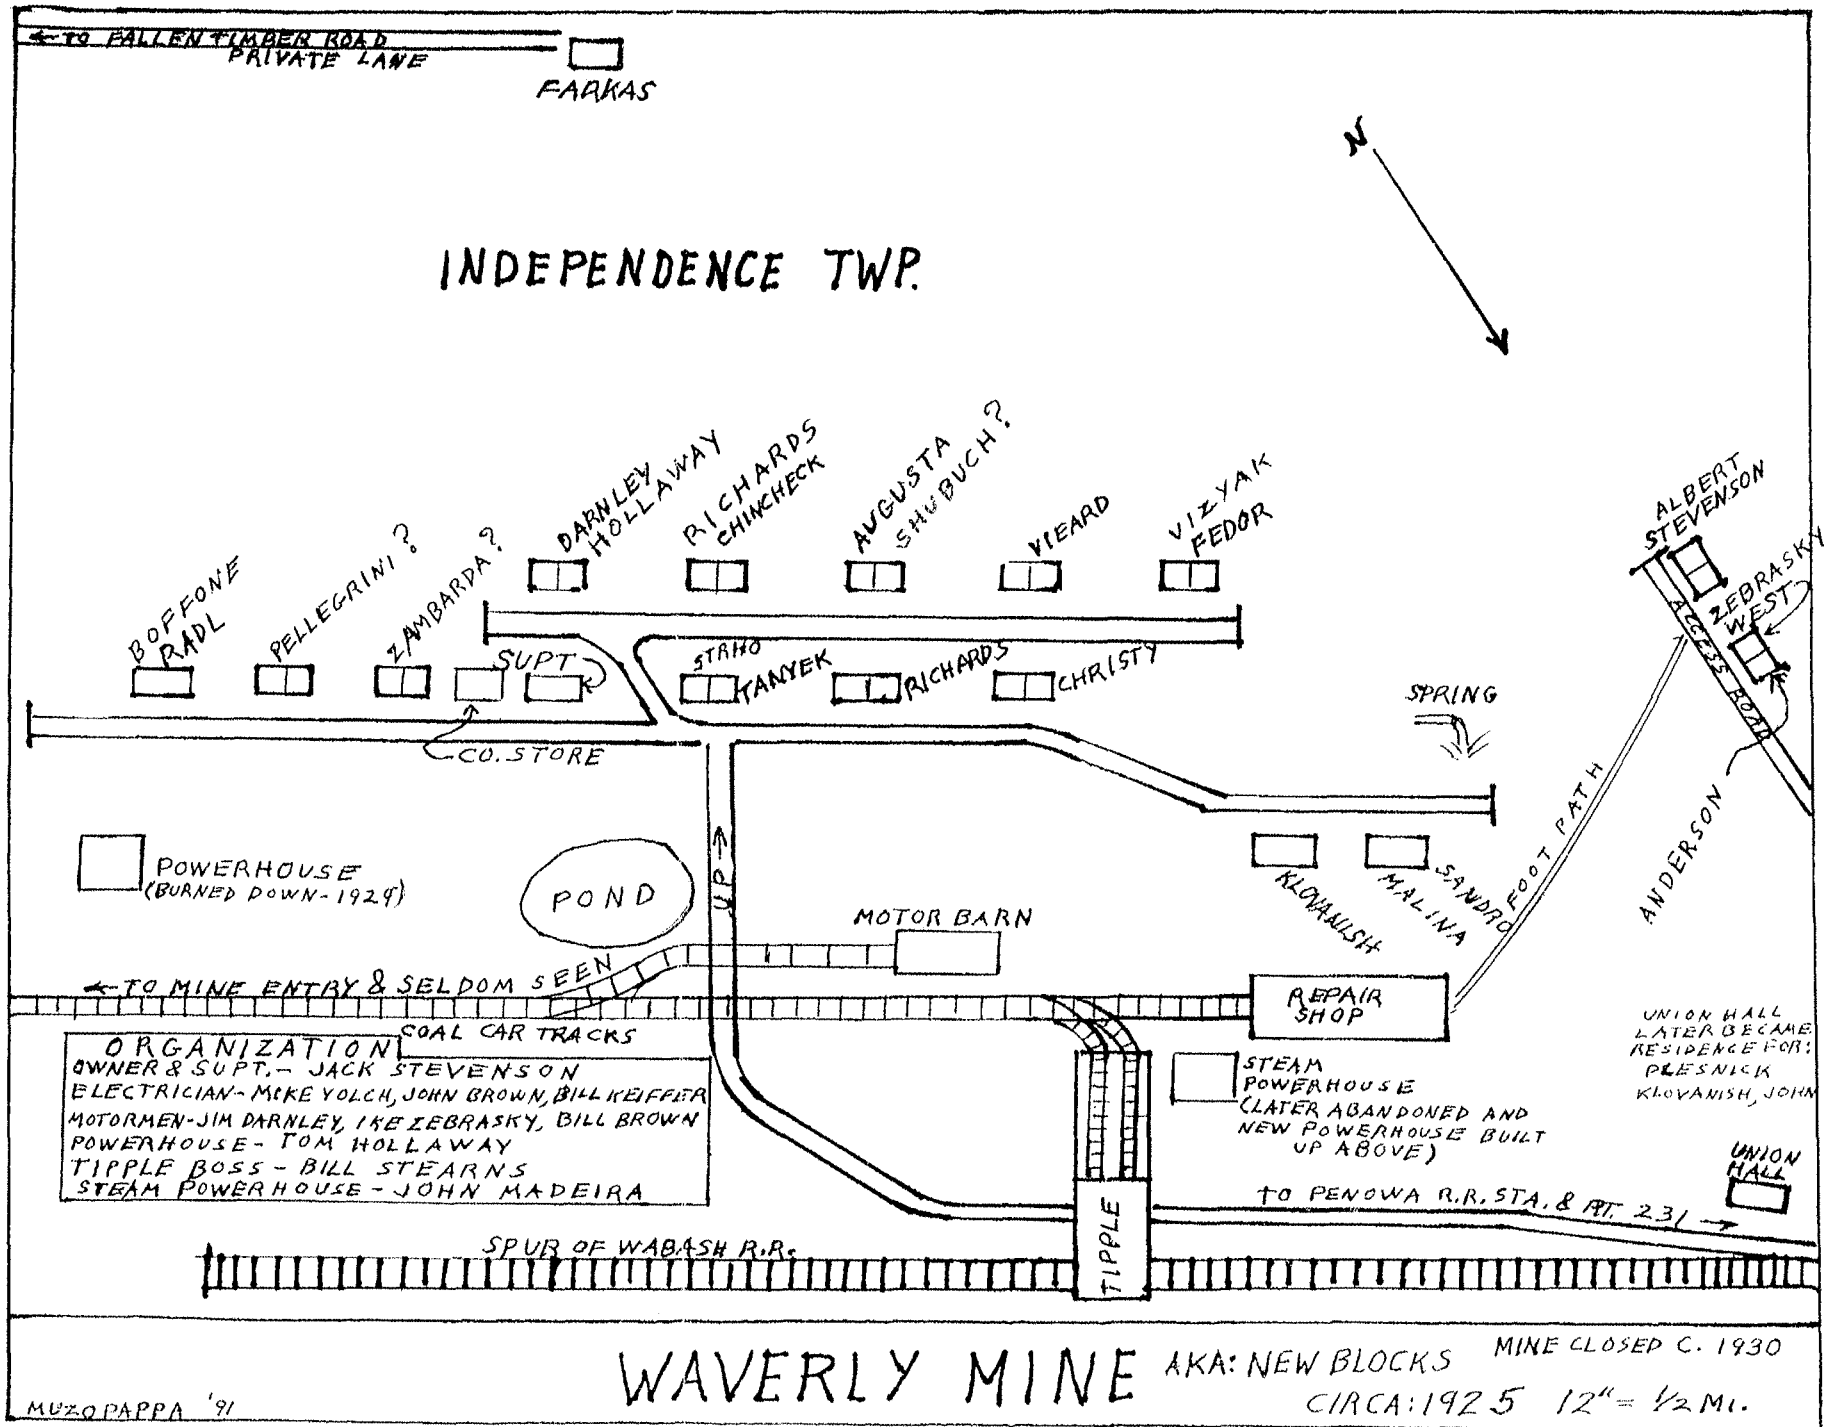 ← TO FALLEN TIMBER ROAD
PRIVATE LANE
FARKAS
N
INDEPENDENCE TWP.
BOFFONE
RADL
PELLEGRINI?
ZAMBARDA?
DARNLEY
HOLLAWAY
RICHARDS
CHINCHECK
AUGUSTA
SHUBUCH?
VIEARD
VIZYAK
FEDOR
ALBERT
STEVENSON
ZEBRASKY
WEST
ACCESS ROAD
SUPT
STRHO
TANYEK
RICHARDS
CHRISTY
SPRING
CO. STORE
ANDERSON
FOOT PATH
POWERHOUSE
(BURNED DOWN-1929)
POND
UP →
MOTOR BARN
KLOVANISH
MALINA
SANDRO
← TO MINE ENTRY & SELDOM SEEN
COAL CAR TRACKS
REPAIR
SHOP
UNION HALL
LATER BECAME
RESIDENCE FOR:
PLESNICK
KLOVANISH, JOHN
ORGANIZATION
OWNER & SUPT. - JACK STEVENSON
ELECTRICIAN - MIKE YOLCH, JOHN BROWN, BILL KEIFFER
MOTORMEN - JIM DARNLEY, IKE ZEBRASKY, BILL BROWN
POWERHOUSE - TOM HOLLAWAY
TIPPLE BOSS - BILL STEARNS
STEAM POWERHOUSE - JOHN MADEIRA
STEAM
POWERHOUSE
(LATER ABANDONED AND
NEW POWERHOUSE BUILT
UP ABOVE)
UNION
HALL
TO PENOWA R.R. STA. & RT. 231 →
TIPPLE
SPUR OF WABASH R.R.
WAVERLY MINE
AKA: NEW BLOCKS
MINE CLOSED C. 1930
CIRCA: 1925 12" = 1/2 MI.
MUZOPAPPA '91